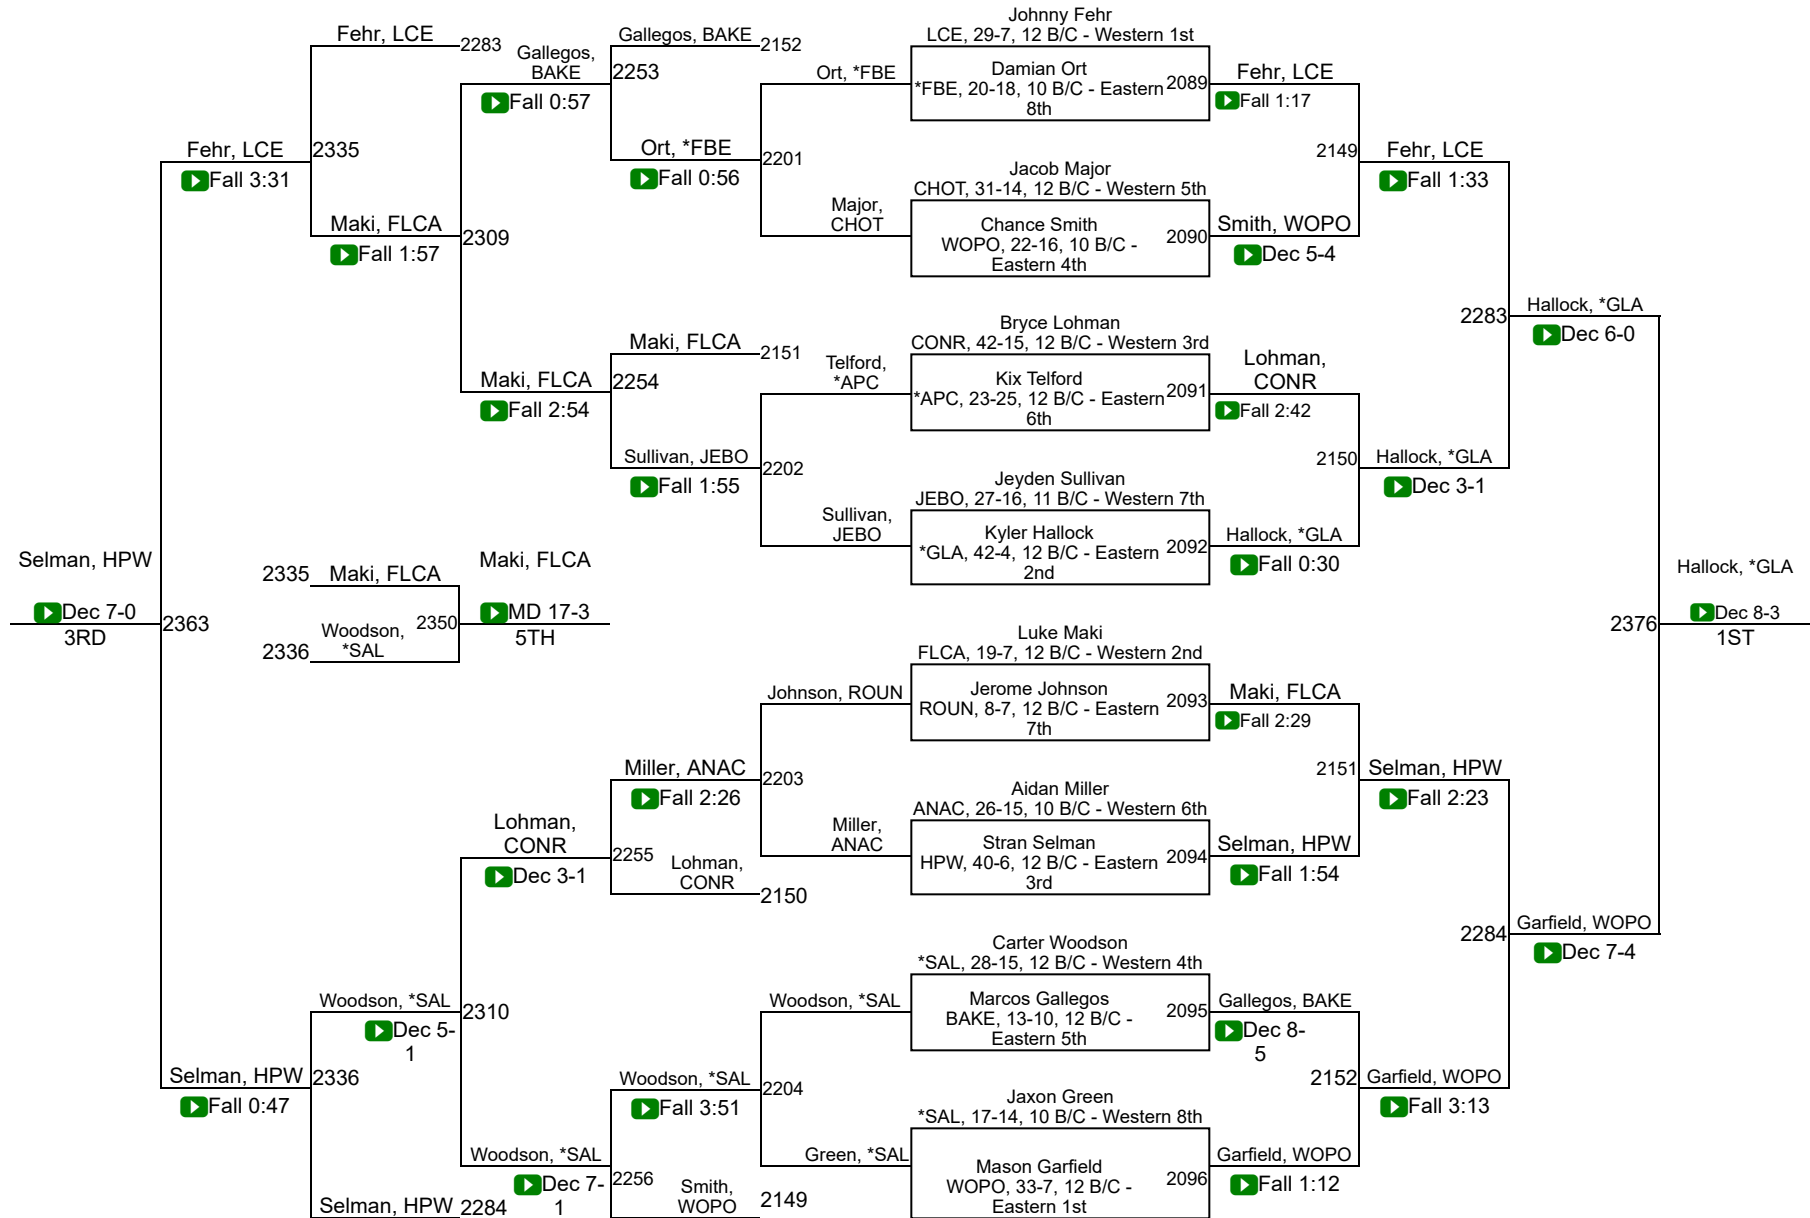 Johnny Fehr
LCE, 29-7, 12 B/C - Western 1st
Fehr, LCE
2283
Gallegos, BAKE
2152
Gallegos,
BAKE
2253
Ort, *FBE
Damian Ort
*FBE, 20-18, 10 B/C - Eastern
8th
2089
Fehr, LCE
Fall 1:17
Fall 0:57
Fehr, LCE
2335
Fall 3:31
Ort, *FBE
2201
Fall 0:56
Jacob Major
CHOT, 31-14, 12 B/C - Western 5th
2149
Fehr, LCE
Fall 1:33
Maki, FLCA
2309
Fall 1:57
Major,
CHOT
Chance Smith
WOPO, 22-16, 10 B/C -
Eastern 4th
2090
Smith, WOPO
Dec 5-4
Bryce Lohman
CONR, 42-15, 12 B/C - Western 3rd
2283
Hallock, *GLA
Dec 6-0
Maki, FLCA
2151
Telford,
*APC
Kix Telford
*APC, 23-25, 12 B/C - Eastern
6th
2091
Lohman,
CONR
Fall 2:42
Maki, FLCA
2254
Fall 2:54
Sullivan, JEBO
2202
Fall 1:55
Jeyden Sullivan
JEBO, 27-16, 11 B/C - Western 7th
2150
Hallock, *GLA
Dec 3-1
Sullivan,
JEBO
Kyler Hallock
*GLA, 42-4, 12 B/C - Eastern
2nd
2092
Hallock, *GLA
Fall 0:30
Selman, HPW
Dec 7-0
3RD
2363
2335
Maki, FLCA
2336
Woodson,
*SAL
2350
Maki, FLCA
MD 17-3
5TH
2376
Hallock, *GLA
Dec 8-3
1ST
Luke Maki
FLCA, 19-7, 12 B/C - Western 2nd
Johnson, ROUN
Jerome Johnson
ROUN, 8-7, 12 B/C - Eastern
7th
2093
Maki, FLCA
Fall 2:29
Miller, ANAC
2203
Fall 2:26
Aidan Miller
ANAC, 26-15, 10 B/C - Western 6th
2151
Selman, HPW
Fall 2:23
Lohman,
CONR
2255
Dec 3-1
Lohman,
CONR
2150
Miller,
ANAC
Stran Selman
HPW, 40-6, 12 B/C - Eastern
3rd
2094
Selman, HPW
Fall 1:54
Carter Woodson
*SAL, 28-15, 12 B/C - Western 4th
2284
Garfield, WOPO
Dec 7-4
Woodson, *SAL
2310
Dec 5-
1
Woodson, *SAL
Marcos Gallegos
BAKE, 13-10, 12 B/C -
Eastern 5th
2095
Gallegos, BAKE
Dec 8-
5
Selman, HPW
2336
Fall 0:47
Woodson, *SAL
2204
Fall 3:51
Jaxon Green
*SAL, 17-14, 10 B/C - Western 8th
2152
Garfield, WOPO
Fall 3:13
Woodson, *SAL
2256
Dec 7-
1
Smith,
WOPO
2149
Green, *SAL
Mason Garfield
WOPO, 33-7, 12 B/C -
Eastern 1st
2096
Garfield, WOPO
Fall 1:12
Selman, HPW
2284